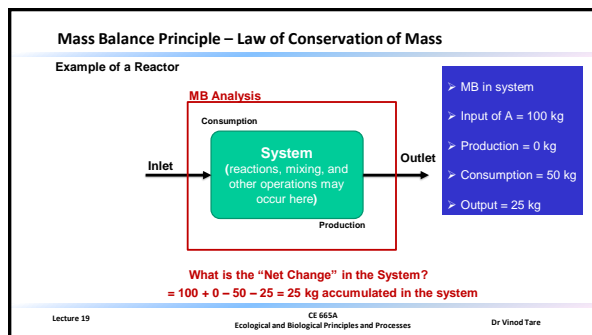 Mass Balance Principle – Law of Conservation of Mass
Example of a Reactor
MB Analysis
Consumption
Inlet
System
(reactions, mixing, and
other operations may
occur here)
Outlet
Production
➢ MB in system
➢ Input of A = 100 kg
➢ Production = 0 kg
➢ Consumption = 50 kg
➢ Output = 25 kg
What is the “Net Change” in the System?
= 100 + 0 – 50 – 25 = 25 kg accumulated in the system
Lecture 19
CE 665A
Ecological and Biological Principles and Processes
Dr Vinod Tare